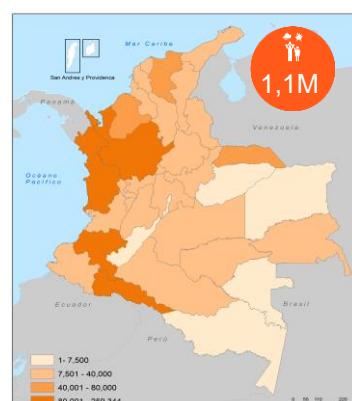 Mar Caribe
San Andres y Providencia
1,1M
Panamá
Venezuela
Océano
Pacífico
Ecuador
Brasil
Perú
1- 7,500
7,501 - 40,000
40,001 - 80,000